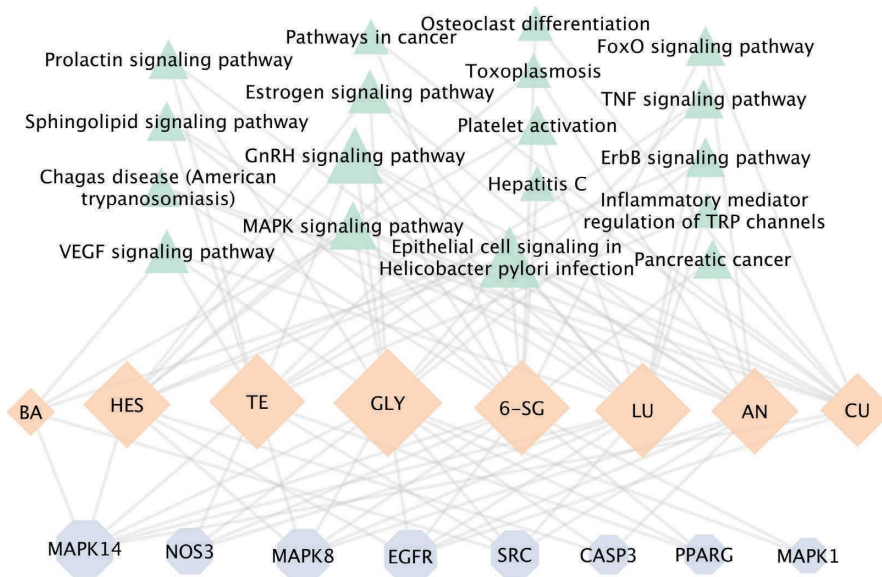 Osteoclast differentiation
Pathways in cancer
FoxO signaling pathway
Prolactin signaling pathway
Toxoplasmosis
Estrogen signaling pathway
TNF signaling pathway
Sphingolipid signaling pathway
Platelet activation
GnRH signaling pathway
ErbB signaling pathway
Chagas disease (American
trypanosomiasis)
Hepatitis C
Inflammatory mediator
regulation of TRP channels
MAPK signaling pathway
VEGF signaling pathway
Epithelial cell signaling in
Helicobacter pylori infection
Pancreatic cancer
BA
HES
TE
GLY
6-SG
LU
AN
CU
MAPK14
NOS3
MAPK8
EGFR
SRC
CASP3
PPARG
MAPK1